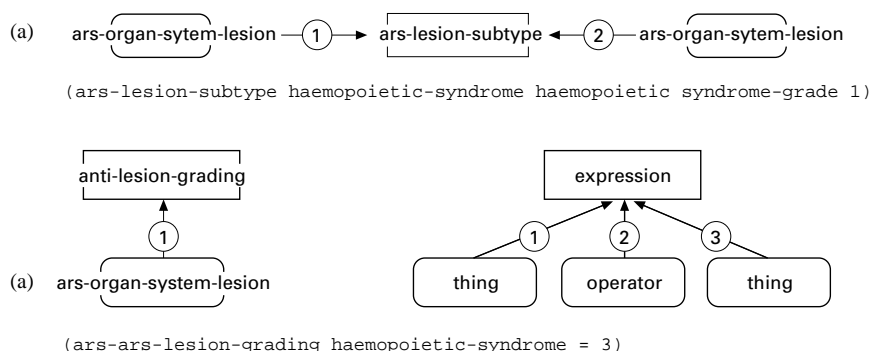 (a) ars-organ-sytem-lesion 1 ars-lesion-subtype 2 ars-organ-sytem-lesion
(ars-lesion-subtype haemopoietic-syndrome haemopoietic syndrome-grade 1)
anti-lesion-grading expression
1 1 2 3
(a) ars-organ-system-lesion thing operator thing
(ars-ars-lesion-grading haemopoietic-syndrome = 3)